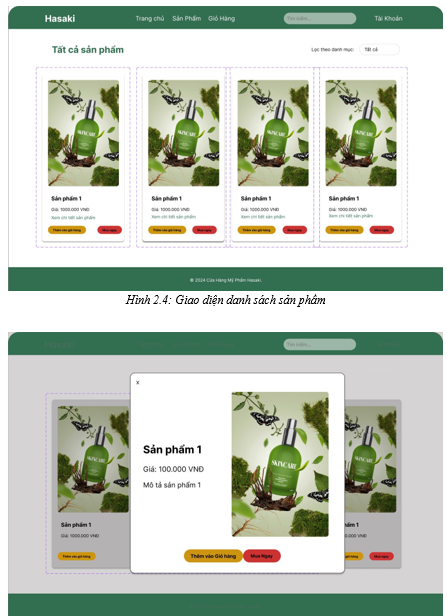 Hasaki Trang chủ Sản Phẩm Giỏ Hàng Tìm kiếm... Tài Khoản
Tất cả sản phẩm Lọc theo danh mục: Tất cả
SKINCARE SKINCARE SKINCARE SKINCARE
Sản phẩm 1 Sản phẩm 1 Sản phẩm 1 Sản phẩm 1
Giá: 1000.000 VNĐ Giá: 1000.000 VNĐ Giá: 1000.000 VNĐ Giá: 1000.000 VNĐ
Xem chi tiết sản phẩm Xem chi tiết sản phẩm Xem chi tiết sản phẩm Xem chi tiết sản phẩm
Thêm vào giỏ hàng Mua ngay Thêm vào giỏ hàng Mua ngay Thêm vào giỏ hàng Mua ngay Thêm vào giỏ hàng Mua ngay
© 2024 Cửa Hàng Mỹ Phẩm Hasaki.
Hình 2.4: Giao diện danh sách sản phẩm
Tìm kiếm...
x
SKINCARE
Sản phẩm 1
Giá: 100.000 VNĐ
Mô tả sản phẩm 1
Sản phẩm 1 phẩm 1
Giá: 1000.000 VNĐ 1000.000 VNĐ
Thêm vào giỏ hàng Mua ngay
Thêm vào Giỏ hàng Mua Ngay